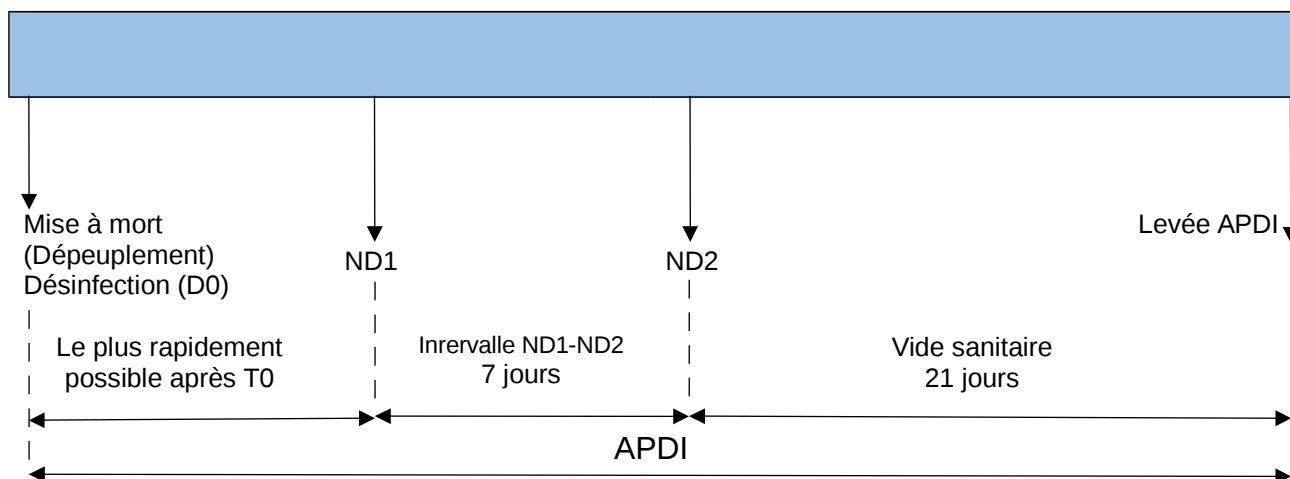 Mise à mort
(Dépeuplement)
Désinfection (D0)
ND1
ND2
Levée APDI
Le plus rapidement
possible après T0
Inrervalle ND1-ND2
7 jours
Vide sanitaire
21 jours
APDI